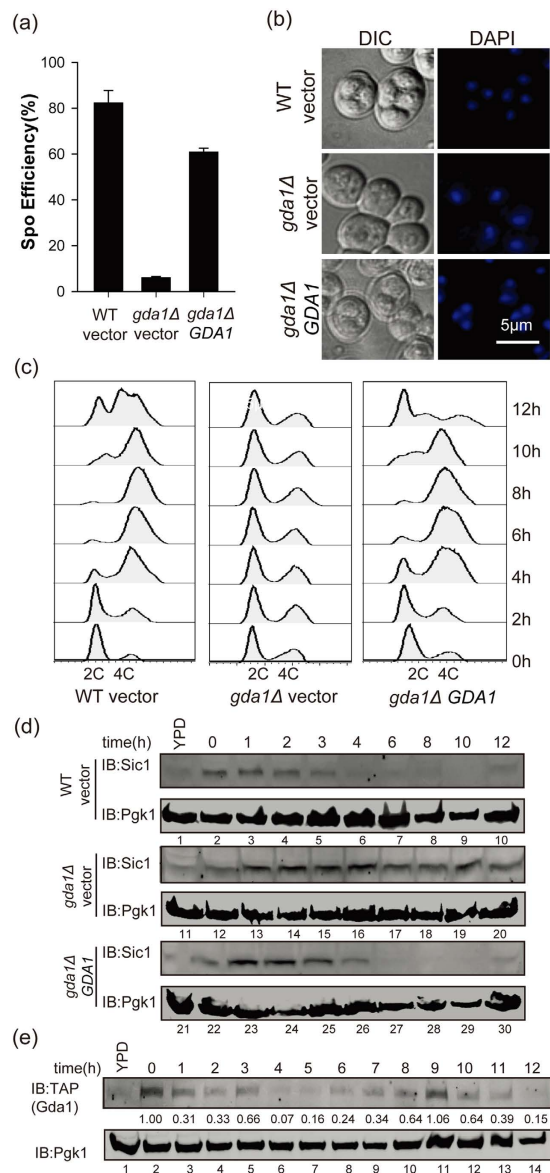 (a)
Spo Efficiency(%)
100
80
60
40
20
0
WT vector
gda1Δ vector
gda1Δ GDA1
(b)
DIC DAPI
WT vector
gda1Δ vector
gda1Δ GDA1
5μm
(c)
12h
10h
8h
6h
4h
2h
0h
2C 4C 2C 4C 2C 4C
WT vector gda1Δ vector gda1Δ GDA1
(d)
time(h) YPD 0 1 2 3 4 6 8 10 12
WT vector
IB:Sic1
IB:Pgk1
1 2 3 4 5 6 7 8 9 10
gda1Δ vector
IB:Sic1
IB:Pgk1
11 12 13 14 15 16 17 18 19 20
gda1Δ GDA1
IB:Sic1
IB:Pgk1
21 22 23 24 25 26 27 28 29 30
(e)
time(h) YPD 0 1 2 3 4 5 6 7 8 9 10 11 12
IB:TAP
(Gda1)
1.00 0.31 0.33 0.66 0.07 0.16 0.24 0.34 0.64 1.06 0.64 0.39 0.15
IB:Pgk1
1 2 3 4 5 6 7 8 9 10 11 12 13 14